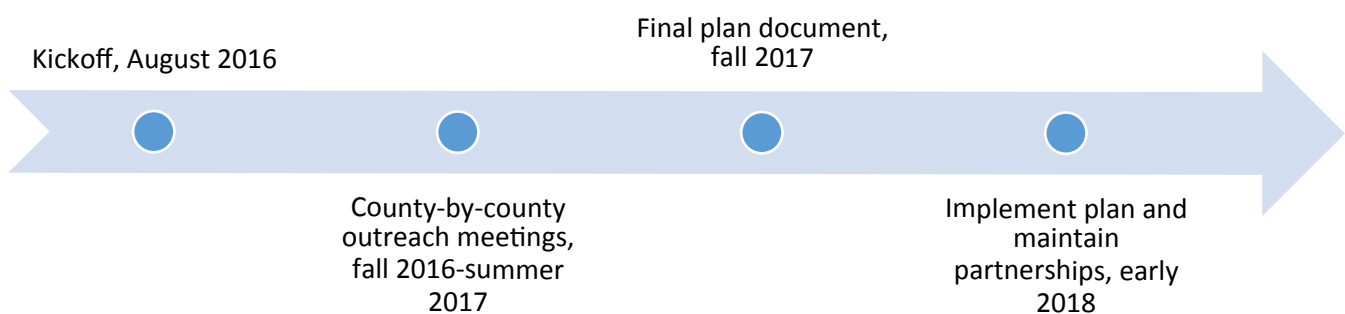 Kickoff, August 2016
County-by-county
outreach meetings,
fall 2016-summer
2017
Final plan document,
fall 2017
Implement plan and
maintain
partnerships, early
2018